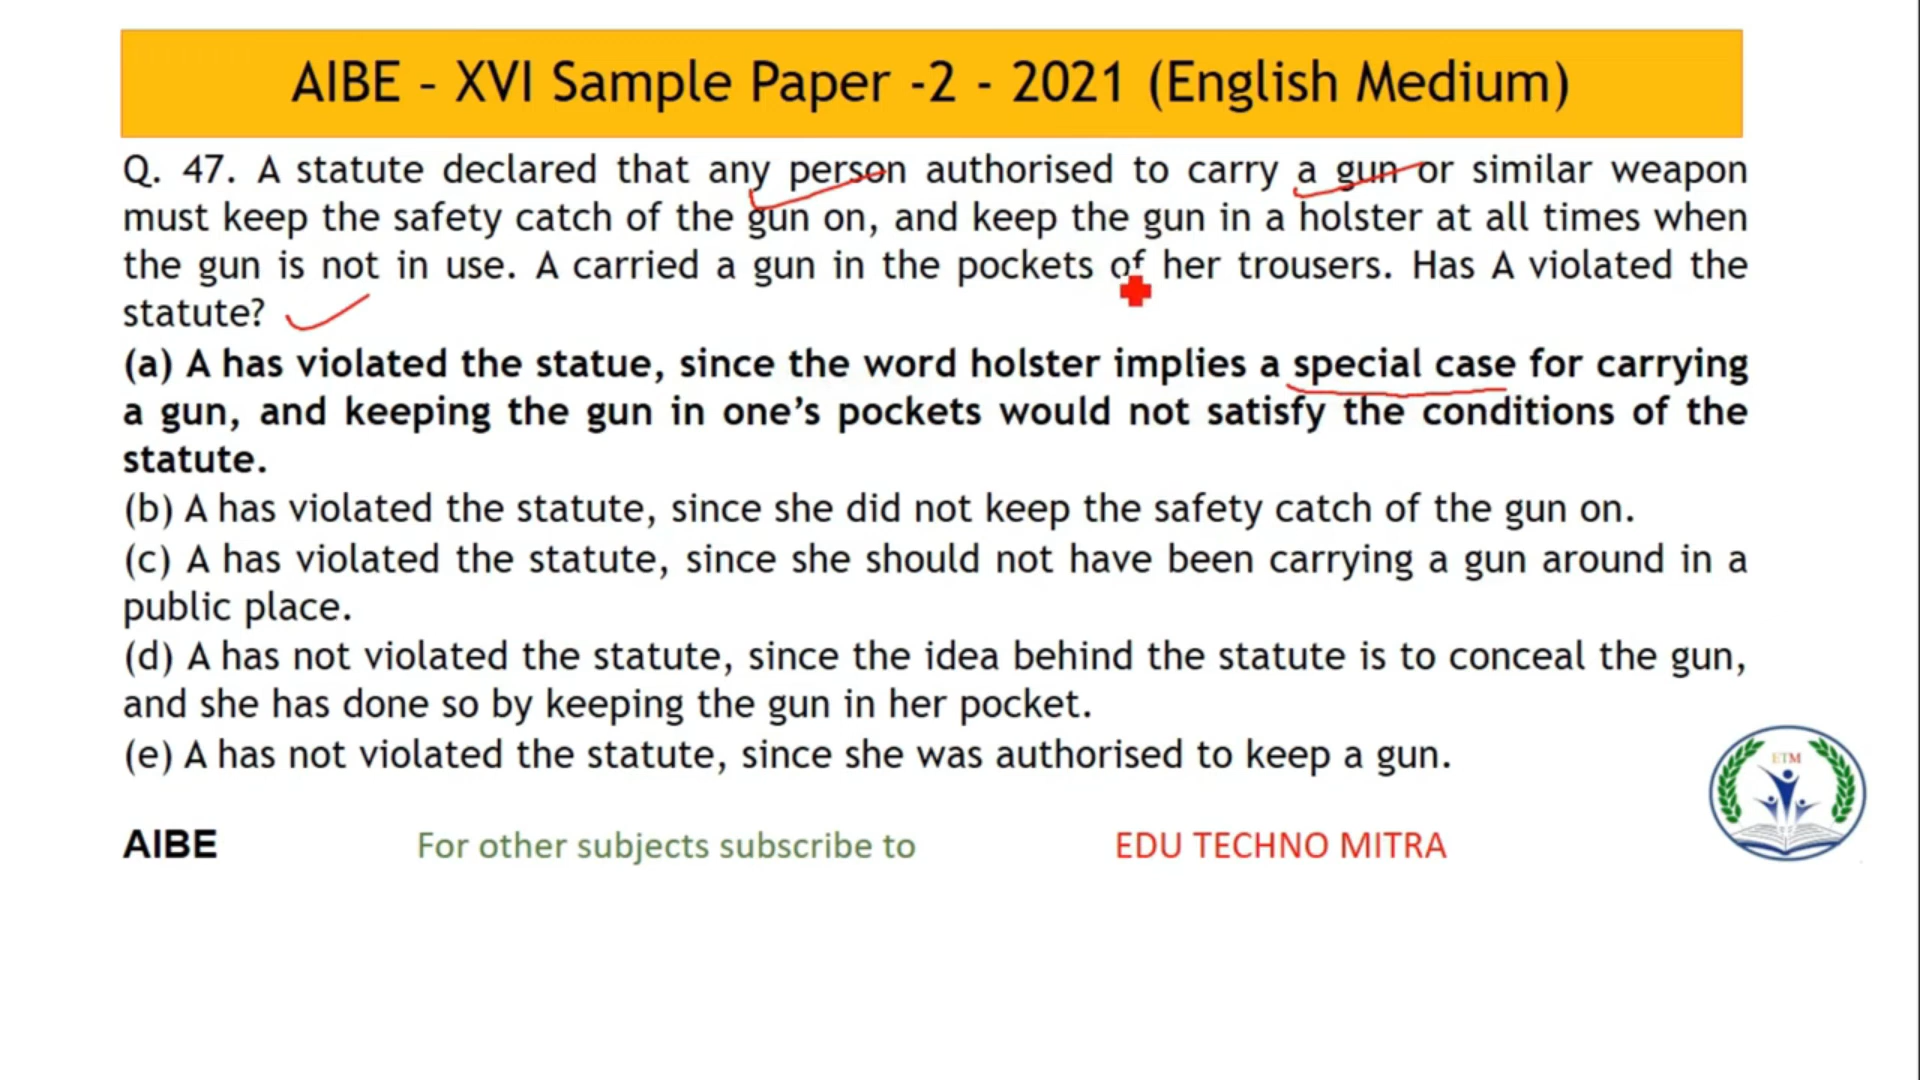 AIBE – XVI Sample Paper -2 - 2021 (English Medium)
Q. 47. A statute declared that any person authorised to carry a gun or similar weapon
must keep the safety catch of the gun on, and keep the gun in a holster at all times when
the gun is not in use. A carried a gun in the pockets of her trousers. Has A violated the
statute?
(a) A has violated the statue, since the word holster implies a special case for carrying
a gun, and keeping the gun in one’s pockets would not satisfy the conditions of the
statute.
(b) A has violated the statute, since she did not keep the safety catch of the gun on.
(c) A has violated the statute, since she should not have been carrying a gun around in a
public place.
(d) A has not violated the statute, since the idea behind the statute is to conceal the gun,
and she has done so by keeping the gun in her pocket.
(e) A has not violated the statute, since she was authorised to keep a gun.
ETM
AIBE For other subjects subscribe to EDU TECHNO MITRA